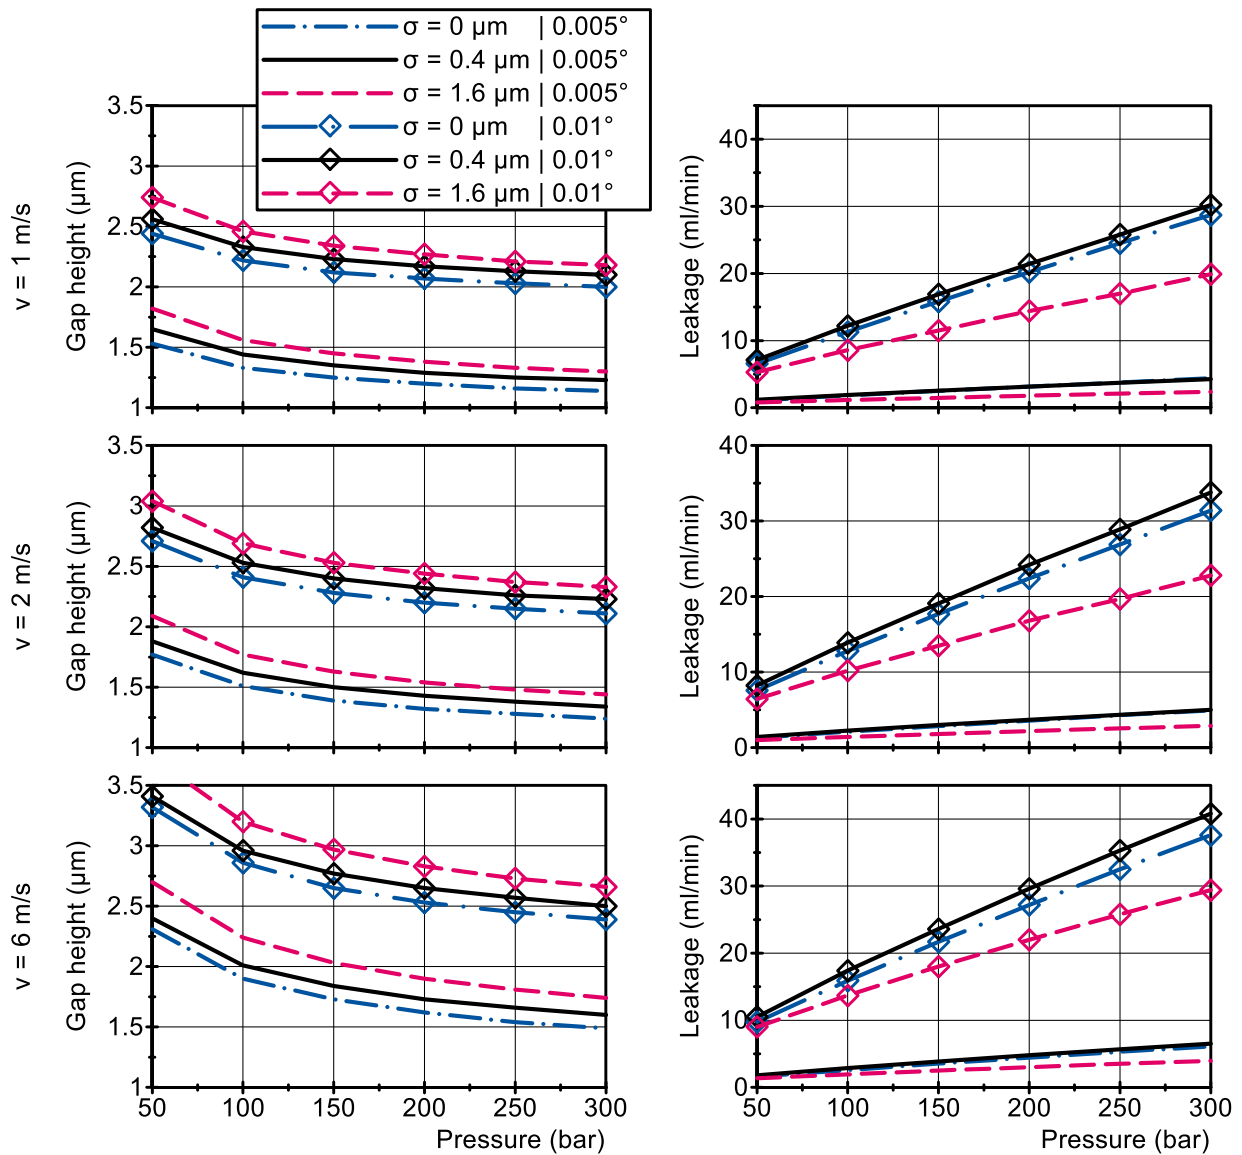 σ = 0 µm | 0.005°
σ = 0.4 µm | 0.005°
σ = 1.6 µm | 0.005°
σ = 0 µm | 0.01°
σ = 0.4 µm | 0.01°
σ = 1.6 µm | 0.01°
v = 1 m/s
Gap height (µm)
3.5
3
2.5
2
1.5
1
Leakage (ml/min)
40
30
20
10
0
v = 2 m/s
Gap height (µm)
3.5
3
2.5
2
1.5
1
Leakage (ml/min)
40
30
20
10
0
v = 6 m/s
Gap height (µm)
3.5
3
2.5
2
1.5
1
50 100 150 200 250 300
Pressure (bar)
Leakage (ml/min)
40
30
20
10
0
50 100 150 200 250 300
Pressure (bar)